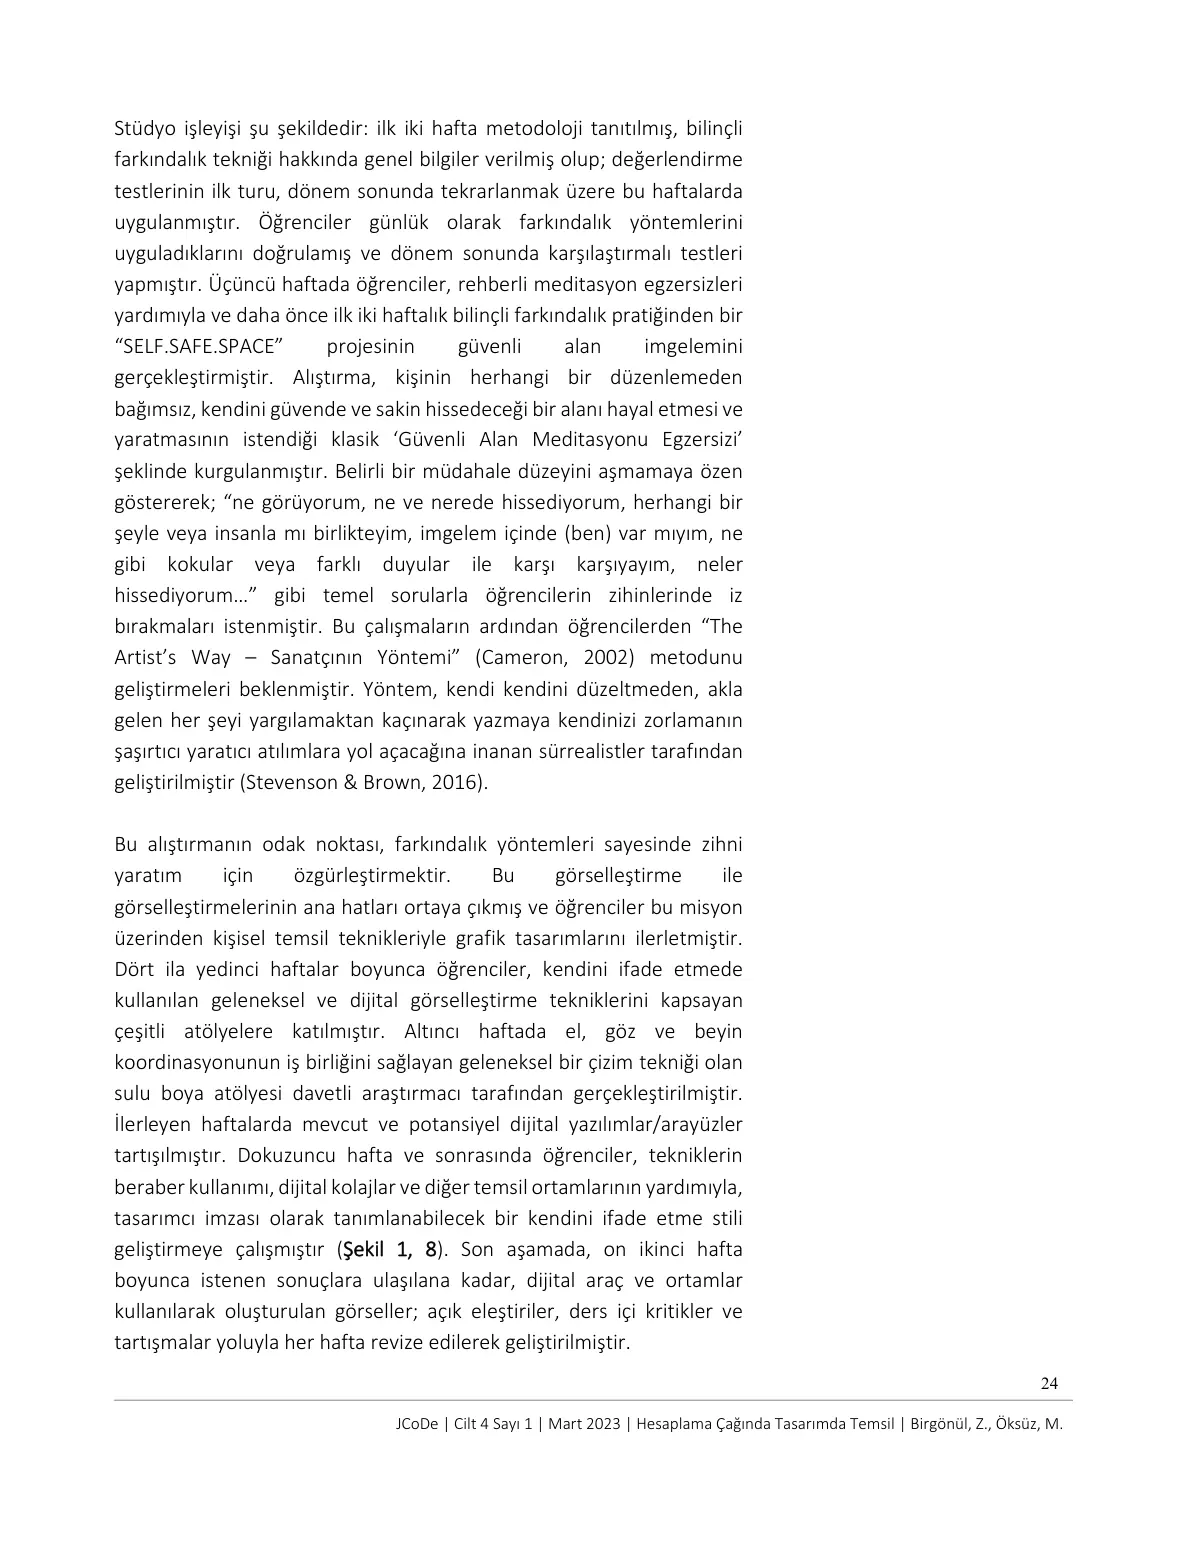 Stüdyo işleyişi şu şekildedir: ilk iki hafta metodoloji tanıtılmış, bilinçli
farkındalık tekniği hakkında genel bilgiler verilmiş olup; değerlendirme
testlerinin ilk turu, dönem sonunda tekrarlanmak üzere bu haftalarda
uygulanmıştır. Öğrenciler günlük olarak farkındalık yöntemlerini
uyguladıklarını doğrulamış ve dönem sonunda karşılaştırmalı testleri
yapmıştır. Üçüncü haftada öğrenciler, rehberli meditasyon egzersizleri
yardımıyla ve daha önce ilk iki haftalık bilinçli farkındalık pratiğinden bir
“SELF.SAFE.SPACE” projesinin güvenli alan imgelemini
gerçekleştirmiştir. Alıştırma, kişinin herhangi bir düzenlemeden
bağımsız, kendini güvende ve sakin hissedeceği bir alanı hayal etmesi ve
yaratmasının istendiği klasik ‘Güvenli Alan Meditasyonu Egzersizi’
şeklinde kurgulanmıştır. Belirli bir müdahale düzeyini aşmamaya özen
göstererek; “ne görüyorum, ne ve nerede hissediyorum, herhangi bir
şeyle veya insanla mı birlikteyim, imgelem içinde (ben) var mıyım, ne
gibi kokular veya farklı duyular ile karşı karşıyayım, neler
hissediyorum…” gibi temel sorularla öğrencilerin zihinlerinde iz
bırakmaları istenmiştir. Bu çalışmaların ardından öğrencilerden “The
Artist’s Way – Sanatçının Yöntemi” (Cameron, 2002) metodunu
geliştirmeleri beklenmiştir. Yöntem, kendi kendini düzeltmeden, akla
gelen her şeyi yargılamaktan kaçınarak yazmaya kendinizi zorlamanın
şaşırtıcı yaratıcı atılımlara yol açacağına inanan sürrealistler tarafından
geliştirilmiştir (Stevenson & Brown, 2016).
Bu alıştırmanın odak noktası, farkındalık yöntemleri sayesinde zihni
yaratım için özgürleştirmektir. Bu görselleştirme ile
görselleştirmelerinin ana hatları ortaya çıkmış ve öğrenciler bu misyon
üzerinden kişisel temsil teknikleriyle grafik tasarımlarını ilerletmiştir.
Dört ila yedinci haftalar boyunca öğrenciler, kendini ifade etmede
kullanılan geleneksel ve dijital görselleştirme tekniklerini kapsayan
çeşitli atölyelere katılmıştır. Altıncı haftada el, göz ve beyin
koordinasyonunun iş birliğini sağlayan geleneksel bir çizim tekniği olan
sulu boya atölyesi davetli araştırmacı tarafından gerçekleştirilmiştir.
İlerleyen haftalarda mevcut ve potansiyel dijital yazılımlar/arayüzler
tartışılmıştır. Dokuzuncu hafta ve sonrasında öğrenciler, tekniklerin
beraber kullanımı, dijital kolajlar ve diğer temsil ortamlarının yardımıyla,
tasarımcı imzası olarak tanımlanabilecek bir kendini ifade etme stili
geliştirmeye çalışmıştır (Şekil 1, 8). Son aşamada, on ikinci hafta
boyunca istenen sonuçlara ulaşılana kadar, dijital araç ve ortamlar
kullanılarak oluşturulan görseller; açık eleştiriler, ders içi kritikler ve
tartışmalar yoluyla her hafta revize edilerek geliştirilmiştir.
24
JCoDe | Cilt 4 Sayı 1 | Mart 2023 | Hesaplama Çağında Tasarımda Temsil | Birgönül, Z., Öksüz, M.